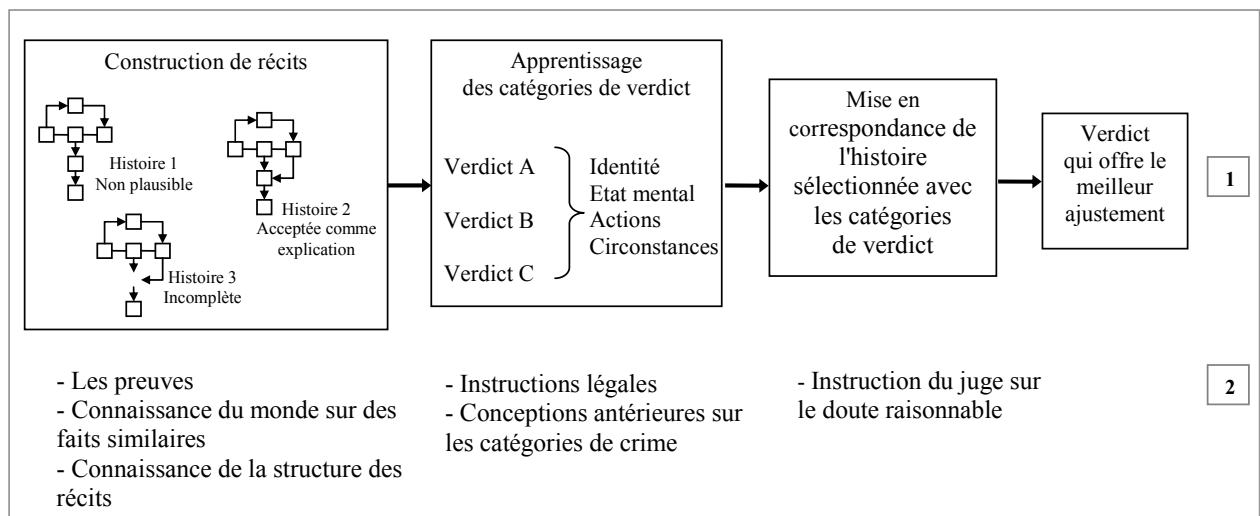 Construction de récits
Histoire 1
Non plausible
Histoire 2
Acceptée comme
explication
Histoire 3
Incomplète
Apprentissage
des catégories de verdict
Verdict A
Verdict B
Verdict C
Identité
Etat mental
Actions
Circonstances
Mise en
correspondance de
l'histoire
sélectionnée avec
les catégories
de verdict
Verdict
qui offre le
meilleur
ajustement
1
- Les preuves
- Connaissance du monde sur des
faits similaires
- Connaissance de la structure des
récits
- Instructions légales
- Conceptions antérieures sur
les catégories de crime
- Instruction du juge sur
le doute raisonnable
2